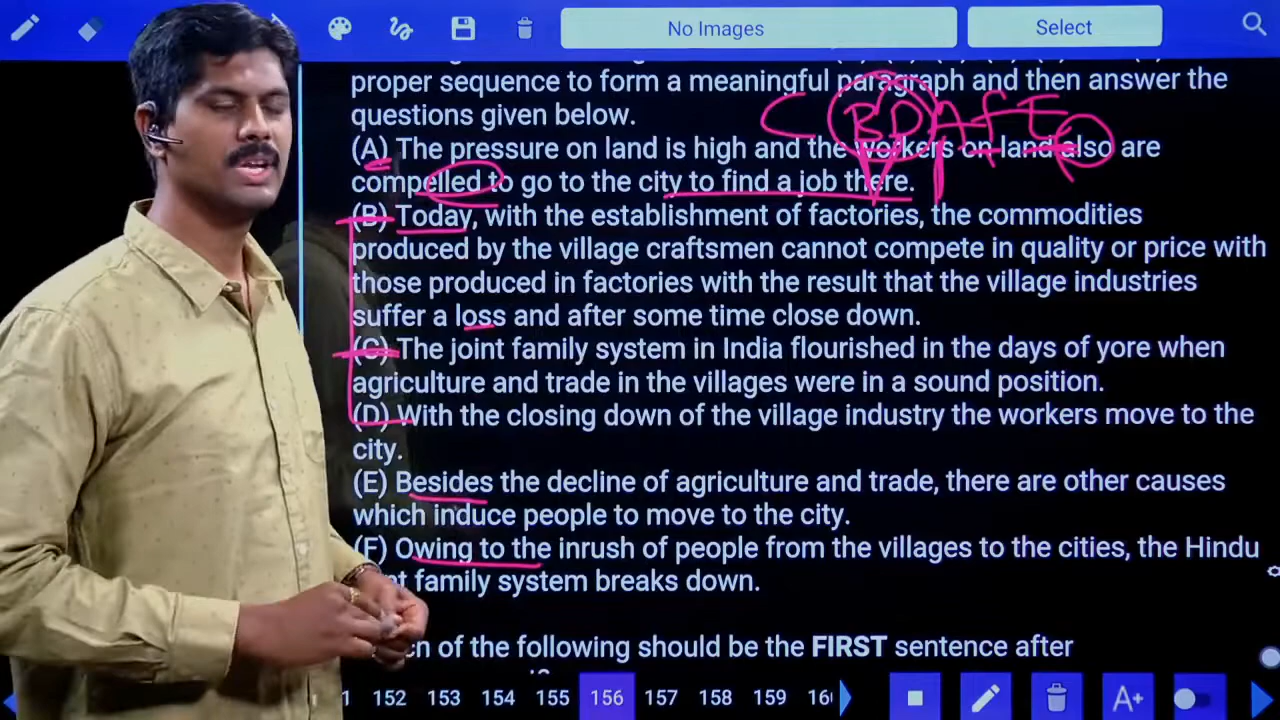 No Images
Select
proper sequence to form a meaningful paragraph and then answer the
questions given below.
C BDAFE
(A) The pressure on land is high and the workers on land also are
compelled to go to the city to find a job there.
(B) Today, with the establishment of factories, the commodities
produced by the village craftsmen cannot compete in quality or price with
those produced in factories with the result that the village industries
suffer a loss and after some time close down.
(C) The joint family system in India flourished in the days of yore when
agriculture and trade in the villages were in a sound position.
(D) With the closing down of the village industry the workers move to the
city.
(E) Besides the decline of agriculture and trade, there are other causes
which induce people to move to the city.
(F) Owing to the inrush of people from the villages to the cities, the Hindu
family system breaks down.
of the following should be the FIRST sentence after
152 153 154 155 156 157 158 159
A+